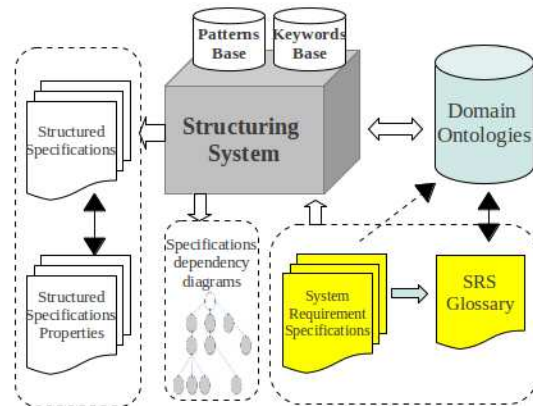 Patterns
Base
Keywords
Base
Structuring
System
Domain
Ontologies
Structured
Specifications
Structured
Specifications
Properties
Specifications
dependency
diagrams
System
Requirement
Specifications
SRS
Glossary